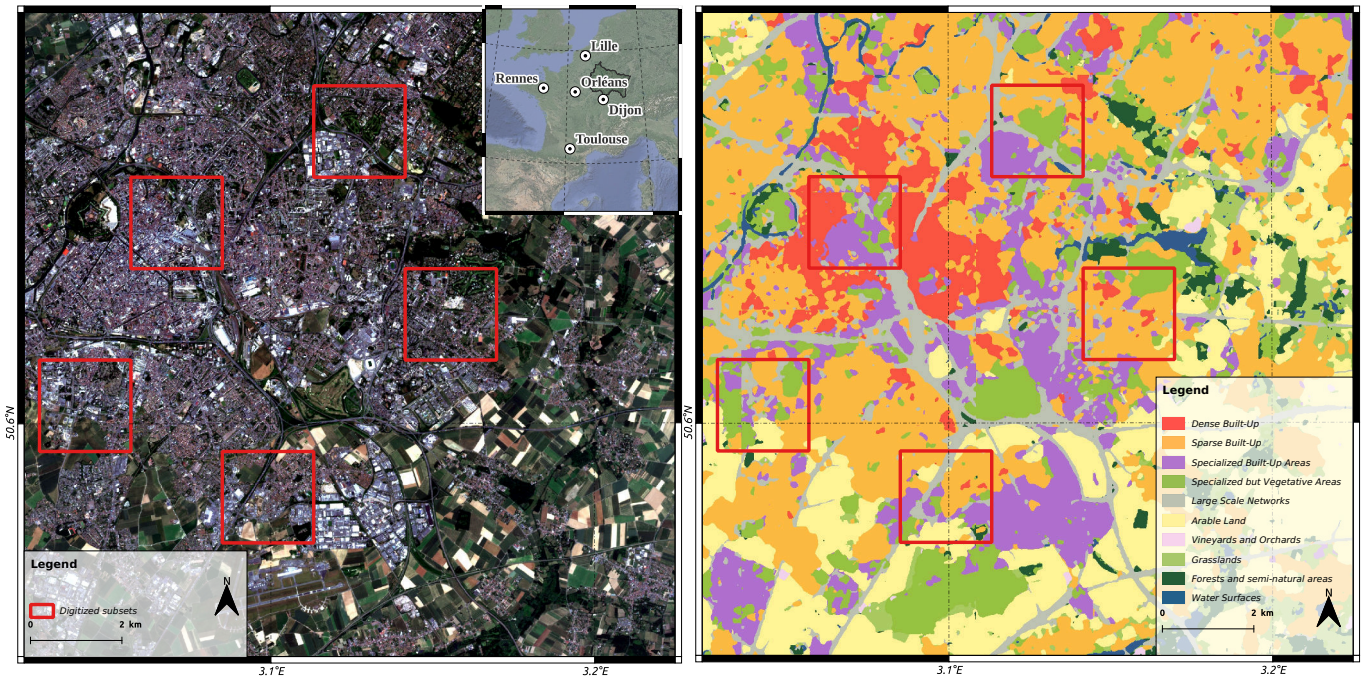 Lille
Rennes
Orléans
Dijon
Toulouse
50.6°N
Legend
Digitized subsets
0
2 km
N
3.1°E
3.2°E
50.6°N
Legend
Dense Built-Up
Sparse Built-Up
Specialized Built-Up Areas
Specialized but Vegetative Areas
Large Scale Networks
Arable Land
Vineyards and Orchards
Grasslands
Forests and semi-natural areas
Water Surfaces
0
2 km
N
3.1°E
3.2°E